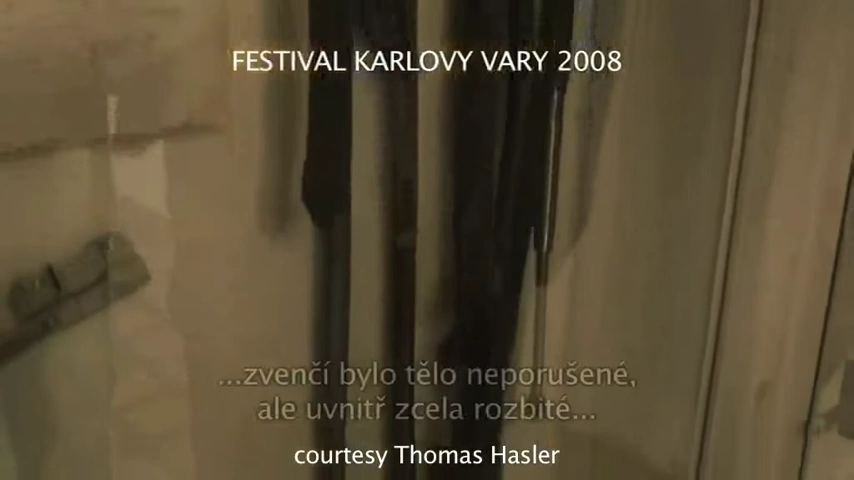 FESTIVAL KARLOVY VARY 2008
...zvenčí bylo tělo neporušené,
ale uvnitř zcela rozbité...
courtesy Thomas Hasler